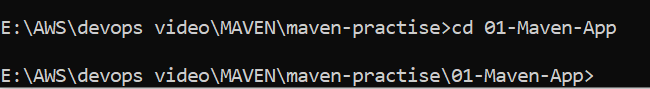 E:\AWS\devops video\MAVEN\maven-practise>cd 01-Maven-App
E:\AWS\devops video\MAVEN\maven-practise\01-Maven-App>